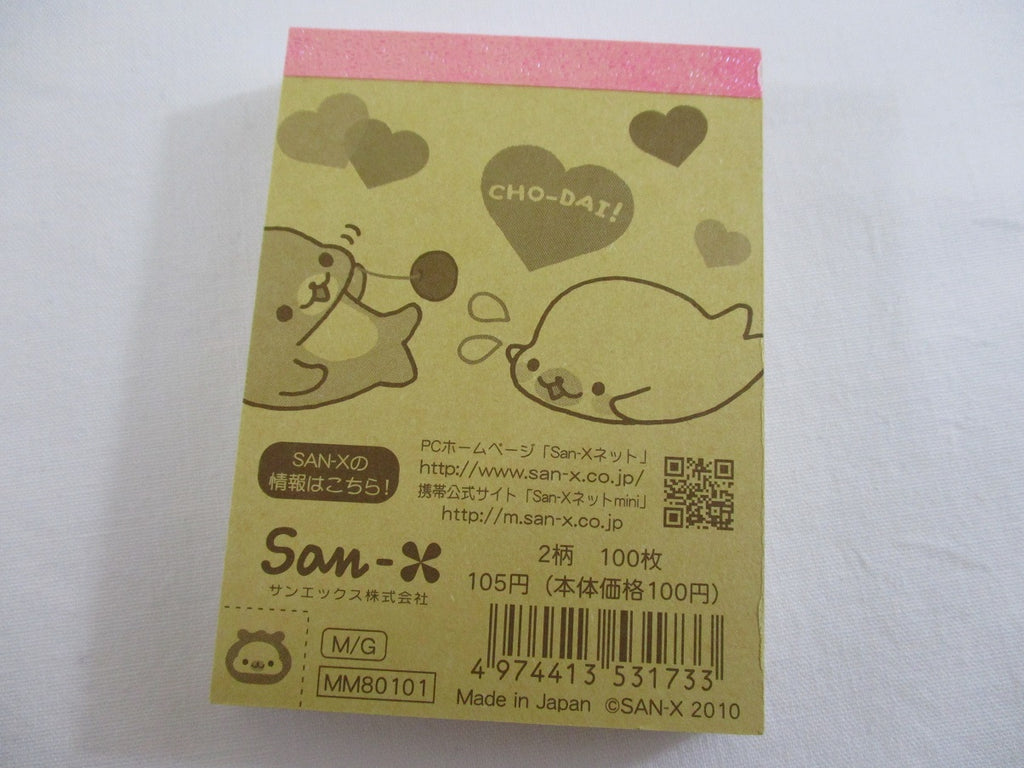 CHO-DAI!
SAN-Xの
情報はこちら!
PCホームページ「San-Xネット」
http://www.san-x.co.jp/
携帯公式サイト「San-Xネットmini」
http://m.san-x.co.jp
San-X
サンエックス株式会社
2柄 100枚
105円（本体価格100円）
M/G
MM80101
4 974413 531733
Made in Japan ©SAN-X 2010